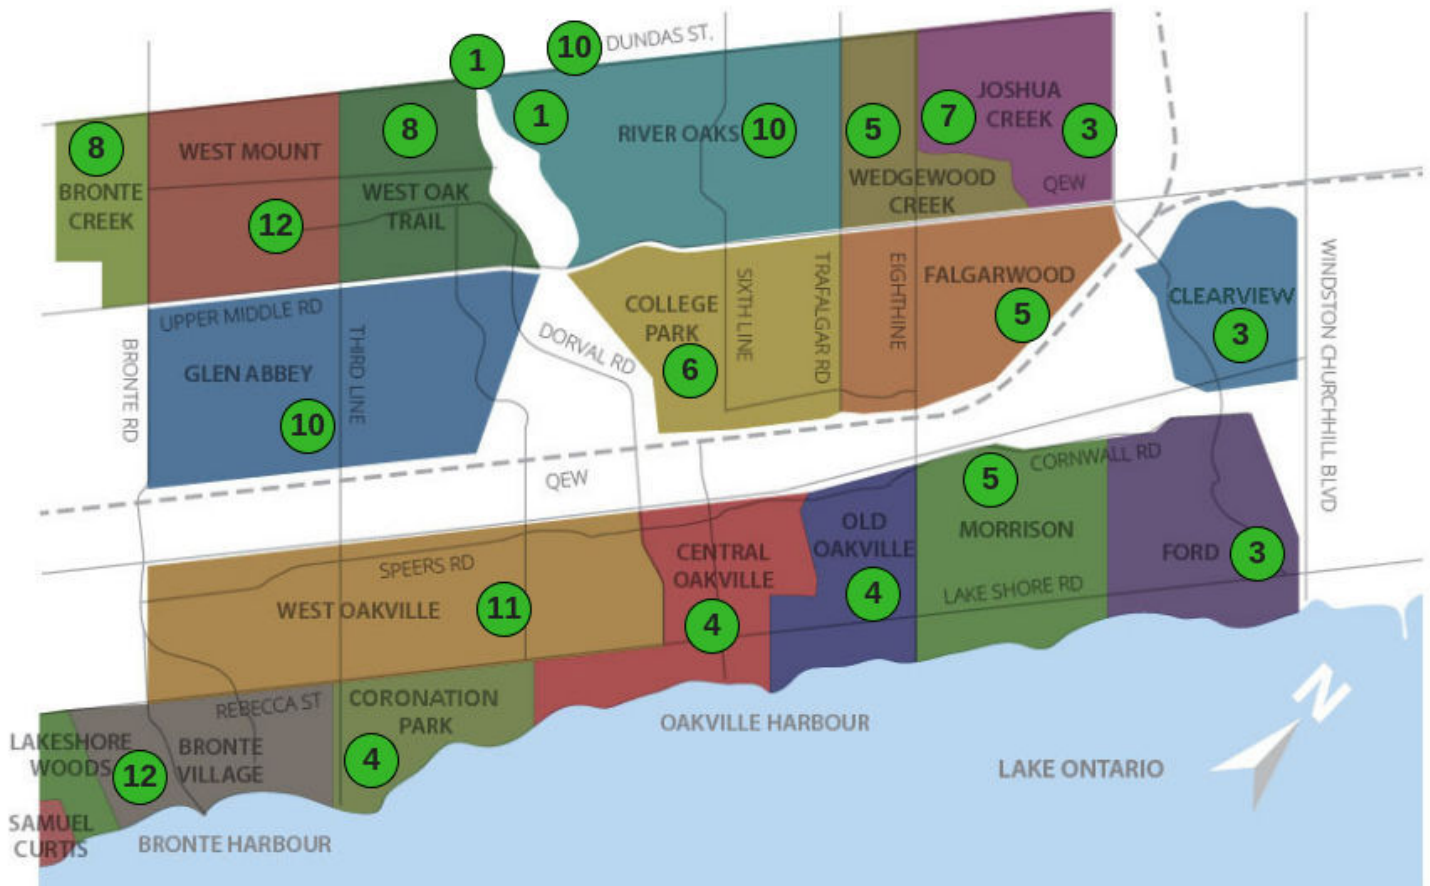 1
10
DUNDAS ST,
8
BRONTE
CREEK
WEST MOUNT
12
8
WEST OAK
TRAIL
1
RIVER OAKS
10
5
WEDGEWOOD
CREEK
7
JOSHUA
CREEK
3
QEW
UPPER MIDDLE RD
GLEN ABBEY
10
BRONTE RD
THIRD LINE
DORVAL RD
COLLEGE
PARK
6
SIXTH LINE
TRAFALGAR RD
EIGHTINE
FALGARWOOD
5
CLEARVIEW
3
WINDSTON CHURCHHILL BLVD
QEW
SPEERS RD
WEST OAKVILLE
11
CENTRAL
OAKVILLE
4
OLD
OAKVILLE
4
5
CORNWALL RD
MORRISON
LAKE SHORE RD
FORD
3
REBECCA ST
LAKESHORE
WOODS
12
BRONTE
VILLAGE
CORONATION
PARK
4
SAMUEL
CURTIS
BRONTE HARBOUR
OAKVILLE HARBOUR
LAKE ONTARIO
N